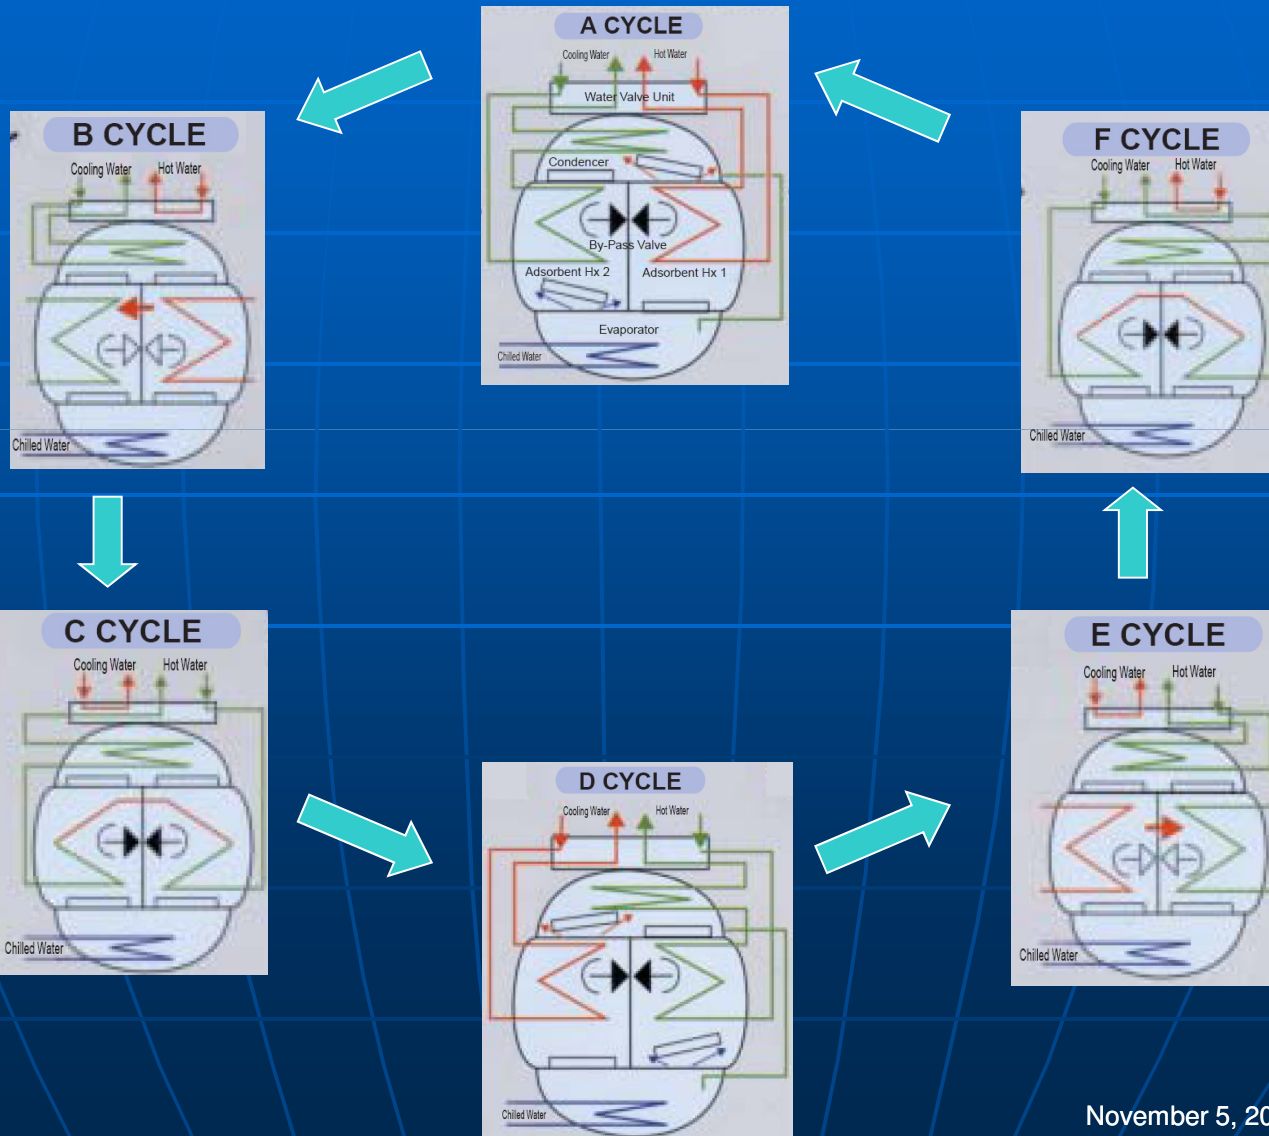 A CYCLE
Cooling Water Hot Water
Water Valve Unit
Condencer
By-Pass Valve
Adsorbent Hx 2 Adsorbent Hx 1
Evaporator
Chilled Water
B CYCLE
Cooling Water Hot Water
Chilled Water
F CYCLE
Cooling Water Hot Water
Chilled Water
C CYCLE
Cooling Water Hot Water
Chilled Water
D CYCLE
Cooling Water Hot Water
Chilled Water
E CYCLE
Cooling Water Hot Water
Chilled Water
November 5, 20